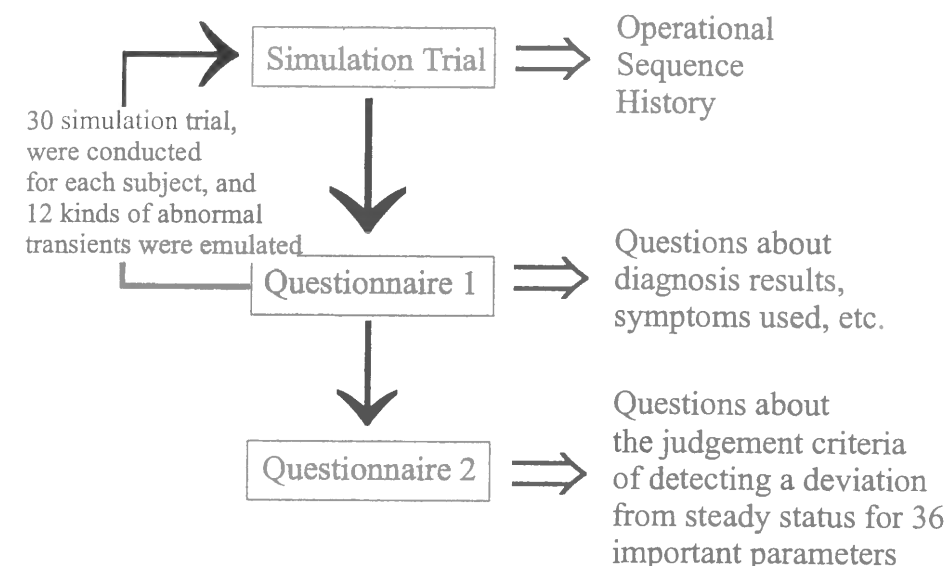 Simulation Trial
Operational
Sequence
History
30 simulation trial,
were conducted
for each subject, and
12 kinds of abnormal
transients were emulated
Questionnaire 1
Questions about
diagnosis results,
symptoms used, etc.
Questionnaire 2
Questions about
the judgement criteria
of detecting a deviation
from steady status for 36
important parameters